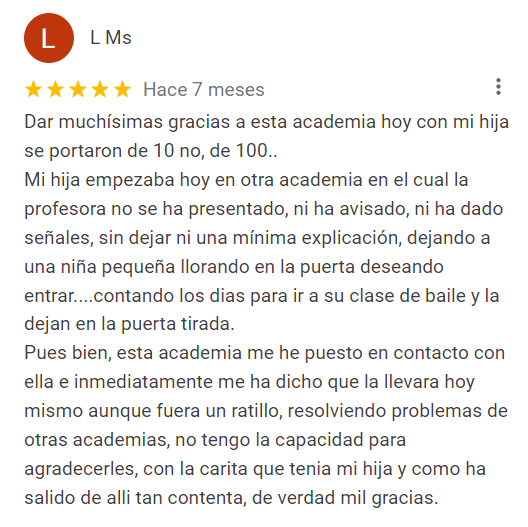 L
L Ms
Hace 7 meses
Dar muchísimas gracias a esta academia hoy con mi hija
se portaron de 10 no, de 100..
Mi hija empezaba hoy en otra academia en el cual la
profesora no se ha presentado, ni ha avisado, ni ha dado
señales, sin dejar ni una mínima explicación, dejando a
una niña pequeña llorando en la puerta deseando
entrar....contando los dias para ir a su clase de baile y la
dejan en la puerta tirada.
Pues bien, esta academia me he puesto en contacto con
ella e inmediatamente me ha dicho que la llevara hoy
mismo aunque fuera un ratillo, resolviendo problemas de
otras academias, no tengo la capacidad para
agradecerles, con la carita que tenia mi hija y como ha
salido de alli tan contenta, de verdad mil gracias.